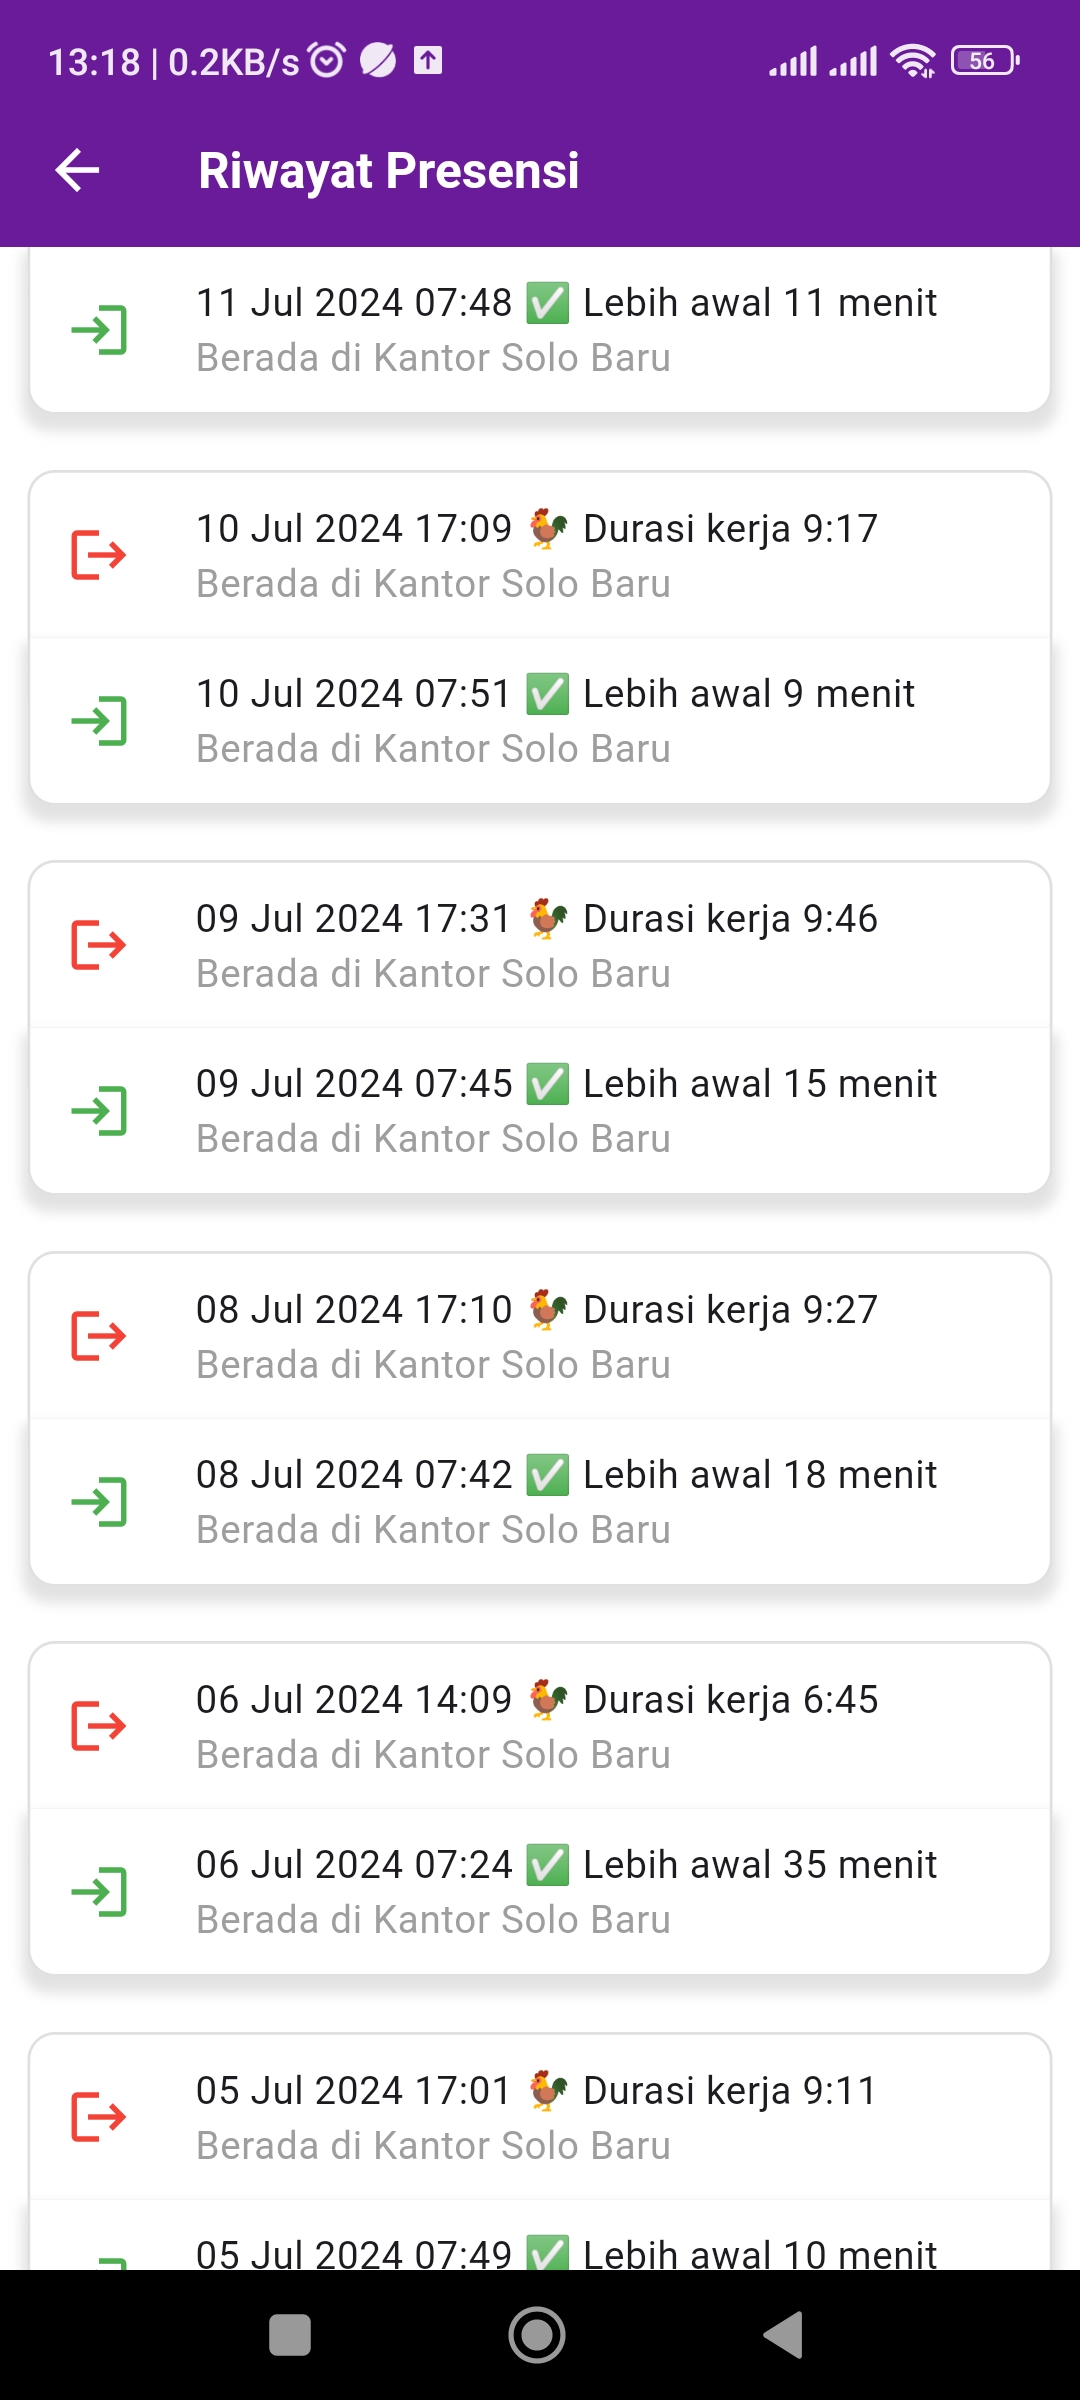 13:18 | 0.2KB/s 56
Riwayat Presensi
11 Jul 2024 07:48 ✅ Lebih awal 11 menit
Berada di Kantor Solo Baru
10 Jul 2024 17:09 🐓 Durasi kerja 9:17
Berada di Kantor Solo Baru
10 Jul 2024 07:51 ✅ Lebih awal 9 menit
Berada di Kantor Solo Baru
09 Jul 2024 17:31 🐓 Durasi kerja 9:46
Berada di Kantor Solo Baru
09 Jul 2024 07:45 ✅ Lebih awal 15 menit
Berada di Kantor Solo Baru
08 Jul 2024 17:10 🐓 Durasi kerja 9:27
Berada di Kantor Solo Baru
08 Jul 2024 07:42 ✅ Lebih awal 18 menit
Berada di Kantor Solo Baru
06 Jul 2024 14:09 🐓 Durasi kerja 6:45
Berada di Kantor Solo Baru
06 Jul 2024 07:24 ✅ Lebih awal 35 menit
Berada di Kantor Solo Baru
05 Jul 2024 17:01 🐓 Durasi kerja 9:11
Berada di Kantor Solo Baru
05 Jul 2024 07:49 ✅ Lebih awal 10 menit